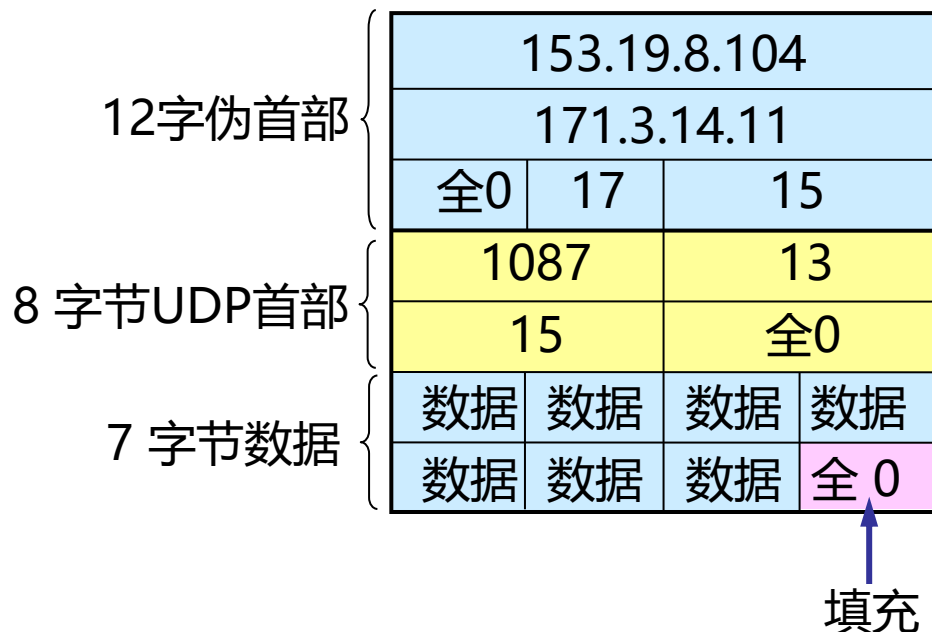 153.19.8.104
12字伪首部
171.3.14.11
全0 17 15
1087 13
8 字节UDP首部
15 全0
数据 数据 数据 数据
7 字节数据
数据 数据 数据 全 0
填充